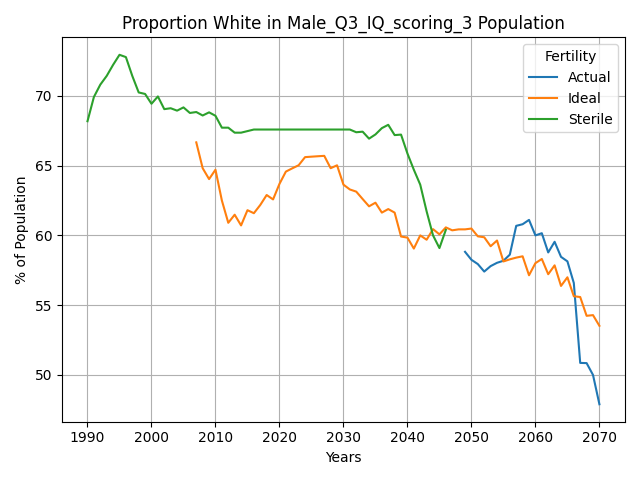 Proportion White in Male_Q3_IQ_scoring_3 Population
Fertility
Actual
Ideal
Sterile
% of Population
70
65
60
55
50
1990 2000 2010 2020 2030 2040 2050 2060 2070
Years